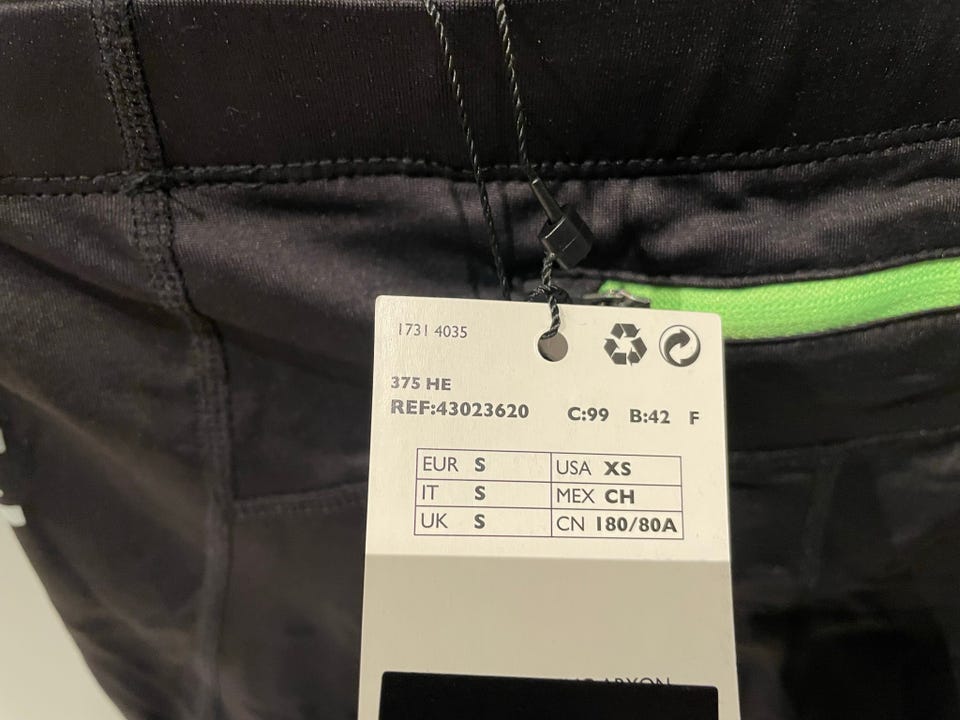 1731 4035
375 HE
REF:43023620 C:99 B:42 F
EUR S USA XS
IT S MEX CH
UK S CN 180/80A